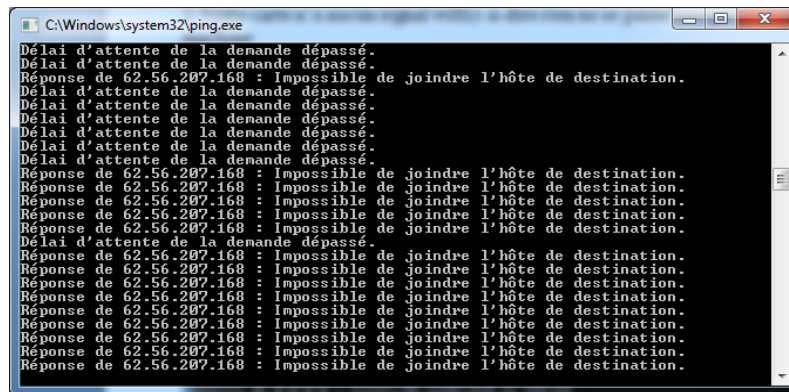 C:\Windows\system32\ping.exe
Délai d'attente de la demande dépassé.
Délai d'attente de la demande dépassé.
Réponse de 62.56.207.168 : Impossible de joindre l'hôte de destination.
Délai d'attente de la demande dépassé.
Délai d'attente de la demande dépassé.
Délai d'attente de la demande dépassé.
Délai d'attente de la demande dépassé.
Délai d'attente de la demande dépassé.
Délai d'attente de la demande dépassé.
Réponse de 62.56.207.168 : Impossible de joindre l'hôte de destination.
Réponse de 62.56.207.168 : Impossible de joindre l'hôte de destination.
Réponse de 62.56.207.168 : Impossible de joindre l'hôte de destination.
Réponse de 62.56.207.168 : Impossible de joindre l'hôte de destination.
Réponse de 62.56.207.168 : Impossible de joindre l'hôte de destination.
Délai d'attente de la demande dépassé.
Réponse de 62.56.207.168 : Impossible de joindre l'hôte de destination.
Réponse de 62.56.207.168 : Impossible de joindre l'hôte de destination.
Réponse de 62.56.207.168 : Impossible de joindre l'hôte de destination.
Réponse de 62.56.207.168 : Impossible de joindre l'hôte de destination.
Réponse de 62.56.207.168 : Impossible de joindre l'hôte de destination.
Réponse de 62.56.207.168 : Impossible de joindre l'hôte de destination.
Réponse de 62.56.207.168 : Impossible de joindre l'hôte de destination.
Réponse de 62.56.207.168 : Impossible de joindre l'hôte de destination.
Réponse de 62.56.207.168 : Impossible de joindre l'hôte de destination.